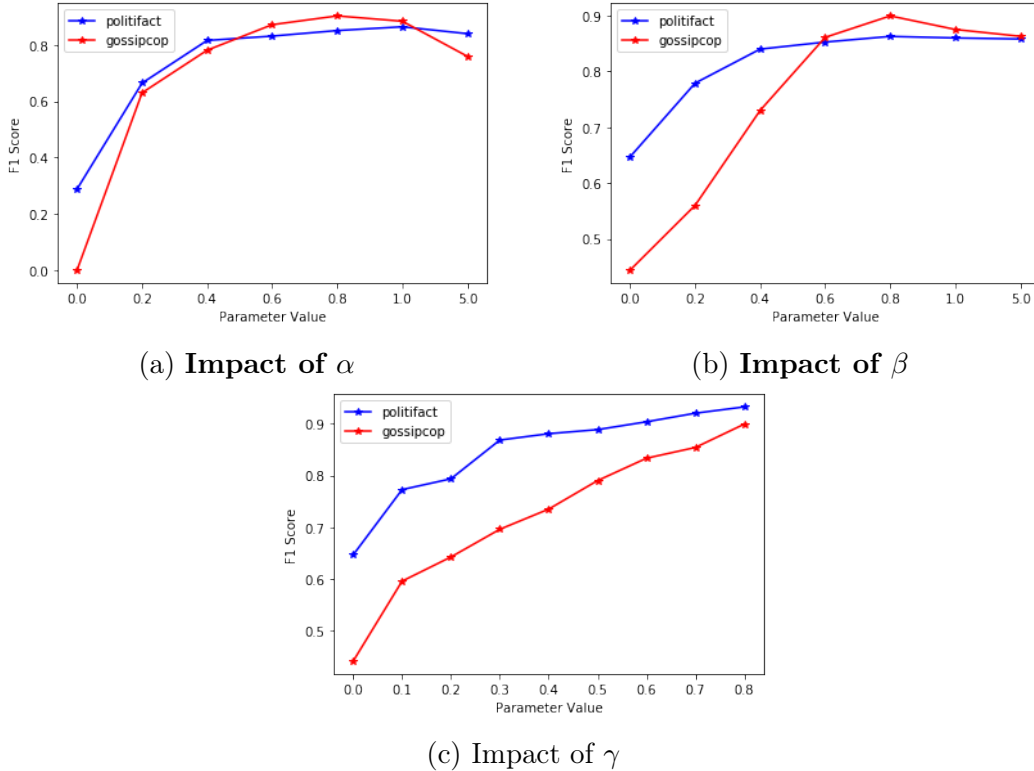 politifact
gossipcop
F1 Score
0.8
0.6
0.4
0.2
0.0
0.0 0.2 0.4 0.6 0.8 1.0 5.0
Parameter Value
(a) Impact of α
politifact
gossipcop
F1 Score
0.9
0.8
0.7
0.6
0.5
0.0 0.2 0.4 0.6 0.8 1.0 5.0
Parameter Value
(b) Impact of β
politifact
gossipcop
F1 Score
0.9
0.8
0.7
0.6
0.5
0.0 0.1 0.2 0.3 0.4 0.5 0.6 0.7 0.8
Parameter Value
(c) Impact of γ